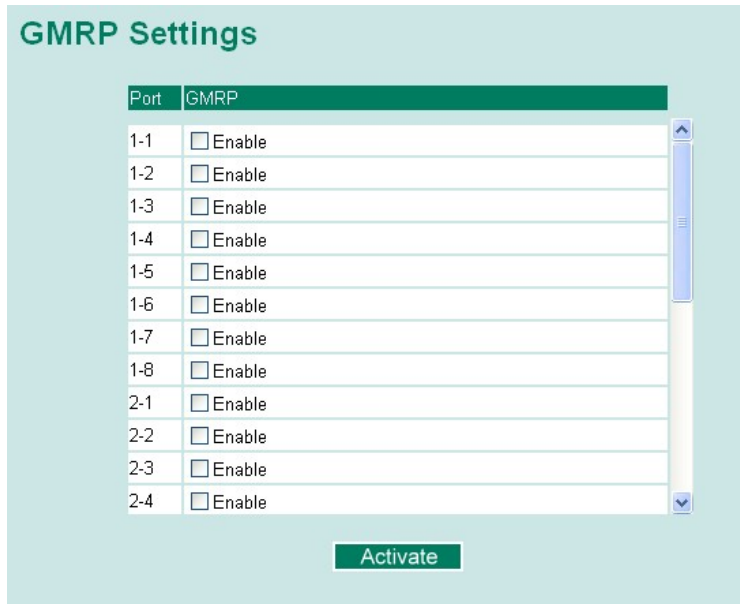 GMRP Settings
Port GMRP
1-1 Enable
1-2 Enable
1-3 Enable
1-4 Enable
1-5 Enable
1-6 Enable
1-7 Enable
1-8 Enable
2-1 Enable
2-2 Enable
2-3 Enable
2-4 Enable
Activate